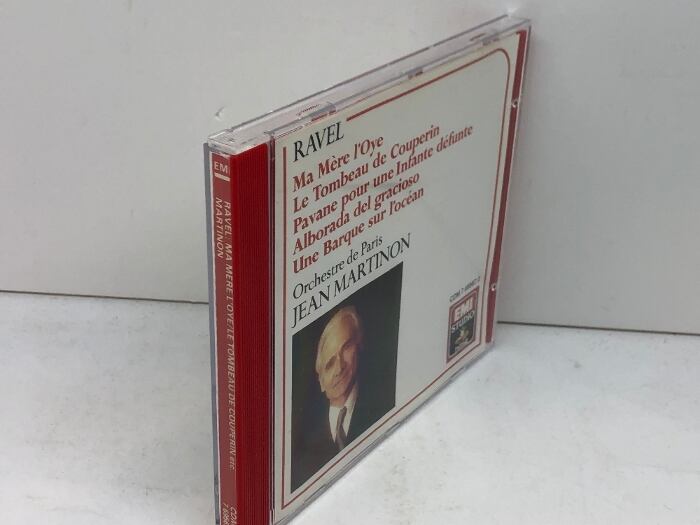 RAVEL
Ma Mère l'Oye
Le Tombeau de Couperin
Pavane pour une Infante défunte
Alborada del gracioso
Une Barque sur l'océan
Orchestre de Paris
JEAN MARTINON
EMI
STUDIO
EMI
RAVEL: MA MÈRE L'OYE/LE TOMBEAU DE COUPERIN etc.
MARTINON